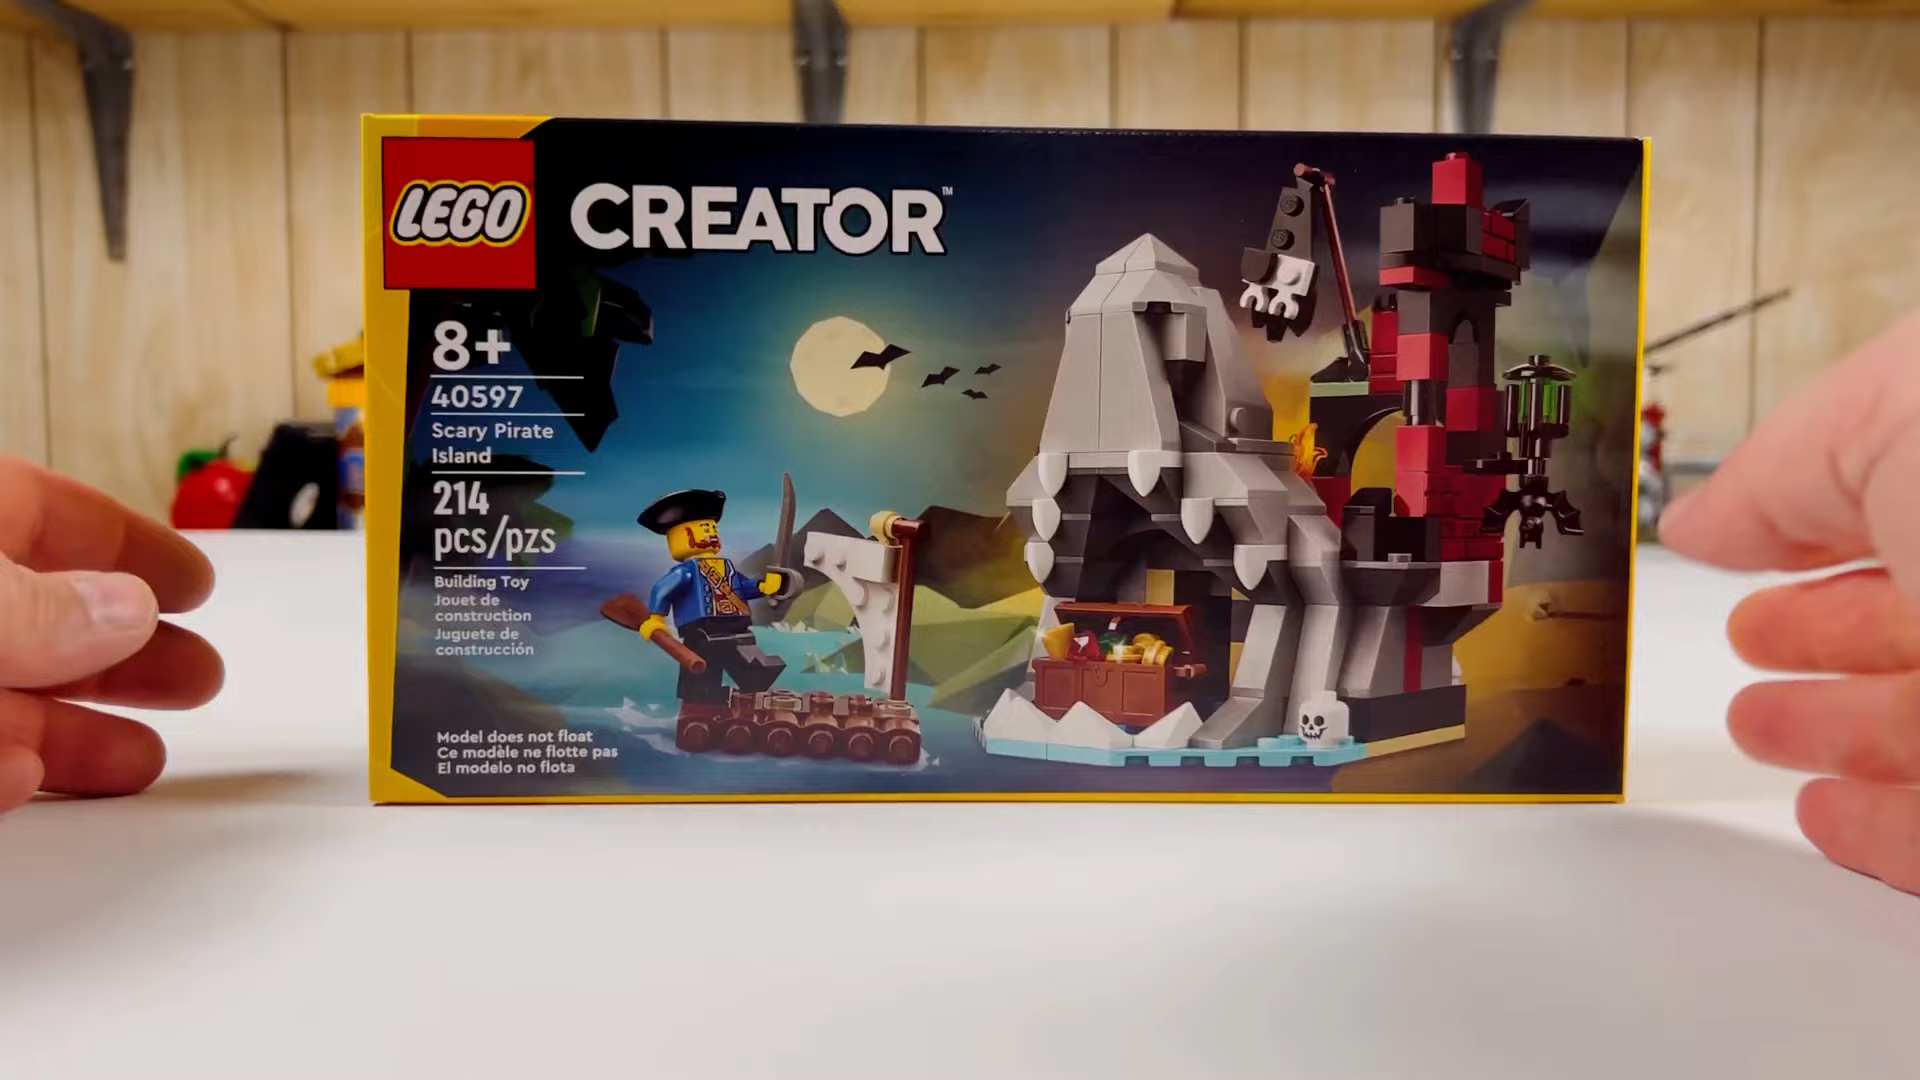 LEGO
CREATOR™
8+
40597
Scary Pirate
Island
214
pcs/pzs
Building Toy
Jouet de
construction
Juguete de
construcción
Model does not float
Ce modèle ne flotte pas
El modelo no flota